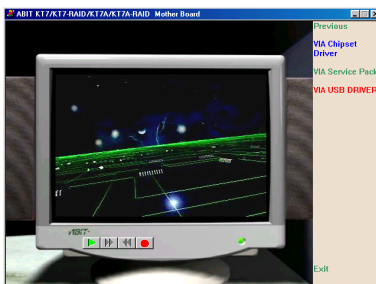 ABIT KT7/KT7-RAID/KT7A/KT7A-RAID Mother Board
Previous
VIA Chipset
Driver
VIA Service Pack
VIA USB DRIVER
ABIT
Exit